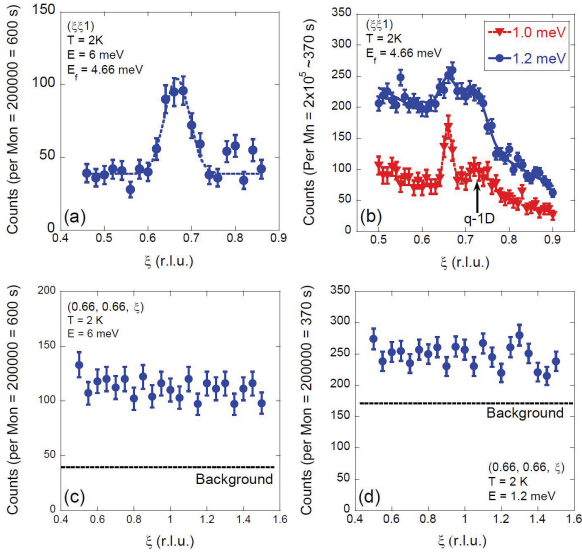 Counts (per Mon = 200000 = 600 s)
150
100
50
0
(ξξ1)
T = 2K
E = 6 meV
E_f = 4.66 meV
(a)
0.4 0.5 0.6 0.7 0.8 0.9
ξ (r.l.u.)
Counts (Per Mn = 2x10^5 ~370 s)
350
300
250
200
150
100
50
0
(ξξ1)
T = 2K
E_f = 4.66 meV
1.0 meV
1.2 meV
(b)
q-1D
0.5 0.6 0.7 0.8 0.9
ξ (r.l.u.)
Counts (per Mon = 200000 = 600 s)
200
150
100
50
0
(0.66, 0.66, ξ)
T = 2 K
E = 6 meV
Background
(c)
0.4 0.6 0.8 1 1.2 1.4 1.6
ξ (r.l.u.)
Counts (per Mon = 200000 = 370 s)
350
300
250
200
150
100
50
0
Background
(d)
(0.66, 0.66, ξ)
T = 2 K
E = 1.2 meV
0.4 0.6 0.8 1 1.2 1.4 1.6
ξ (r.l.u.)